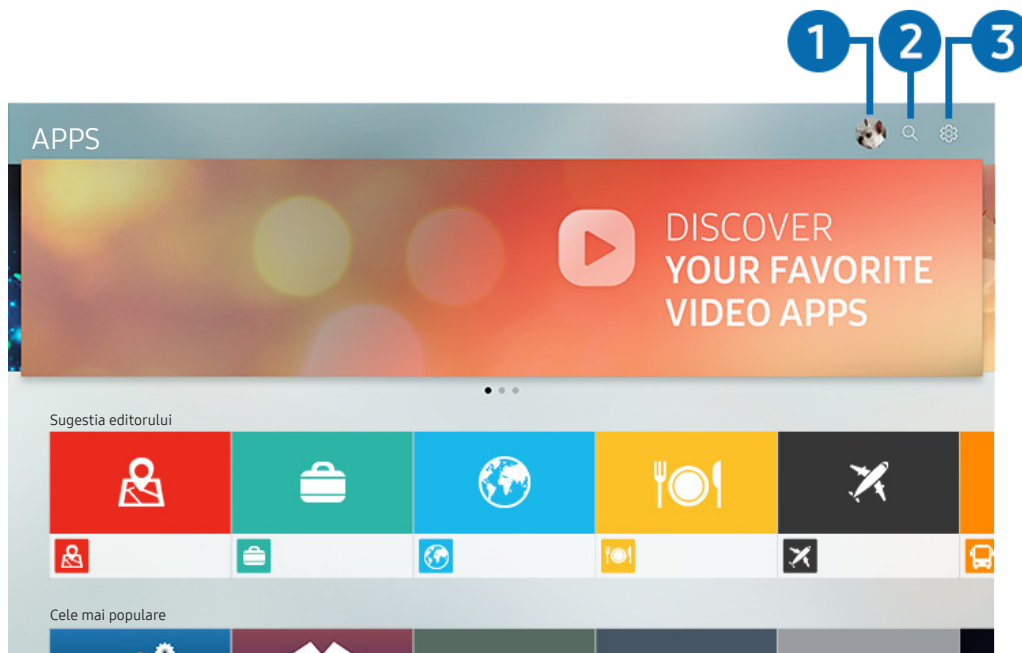 1 2 3
APPS
DISCOVER
YOUR FAVORITE
VIDEO APPS
Sugestia editorului
Cele mai populare